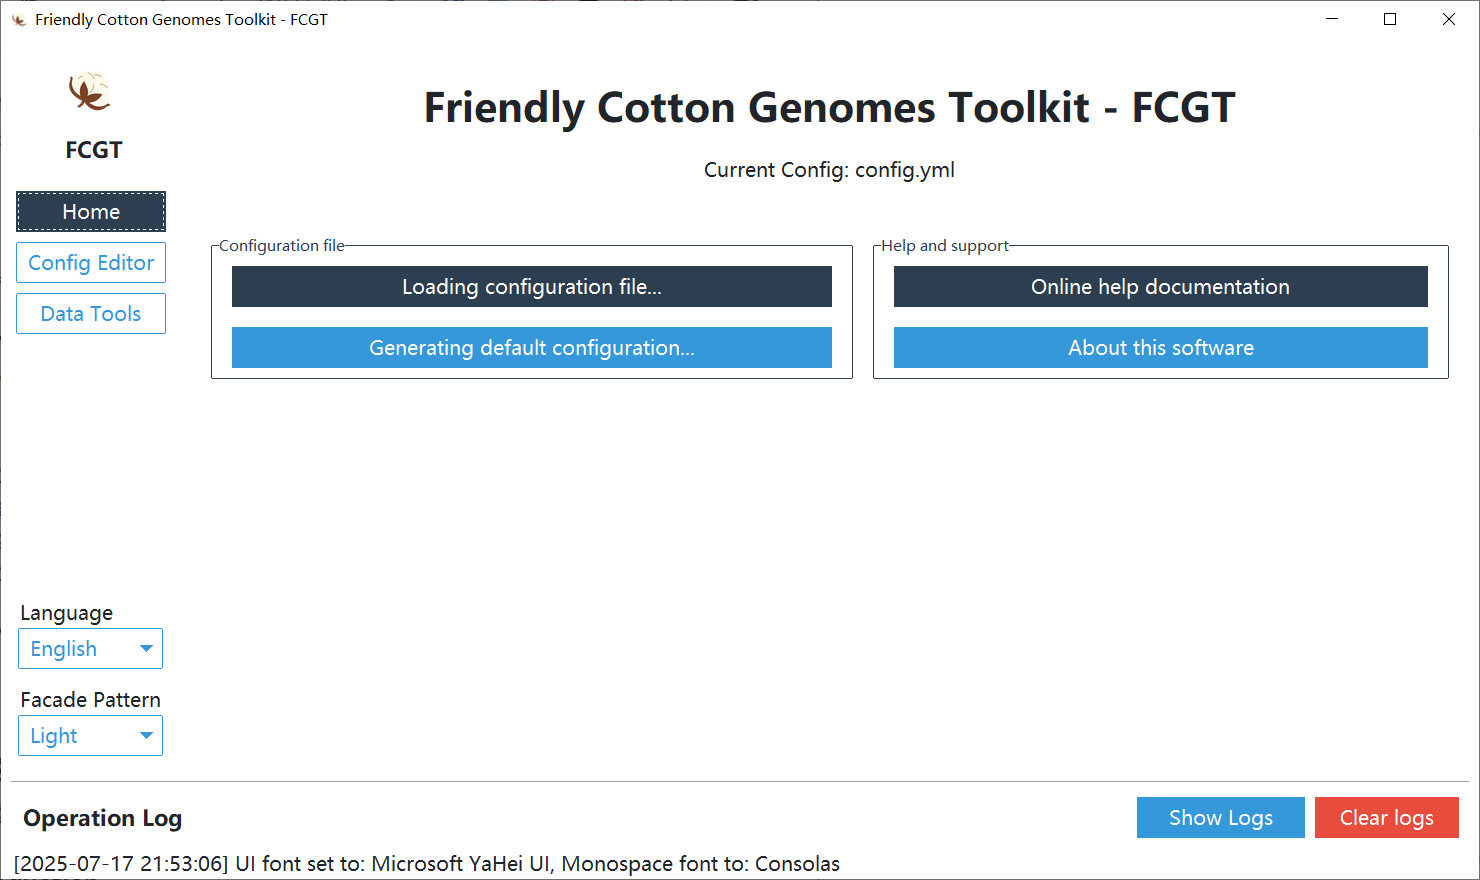 Friendly Cotton Genomes Toolkit - FCGT
FCGT
Home
Config Editor
Data Tools
Friendly Cotton Genomes Toolkit - FCGT
Current Config: config.yml
Configuration file
Loading configuration file...
Generating default configuration...
Help and support
Online help documentation
About this software
Language
English
Facade Pattern
Light
Operation Log
Show Logs
Clear logs
[2025-07-17 21:53:06] UI font set to: Microsoft YaHei UI, Monospace font to: Consolas